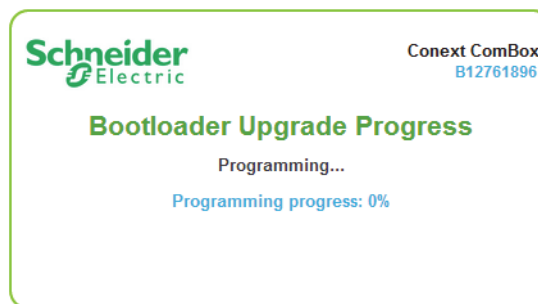 Schneider
Electric
Conext ComBox
B12761896
Bootloader Upgrade Progress
Programming...
Programming progress: 0%